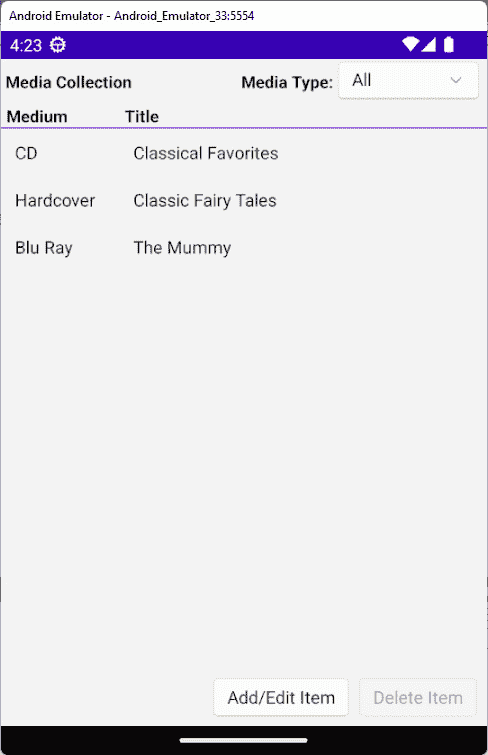 Android Emulator - Android_Emulator_33:5554
4:23
Media Collection Media Type: All
Medium Title
CD Classical Favorites
Hardcover Classic Fairy Tales
Blu Ray The Mummy
Add/Edit Item Delete Item